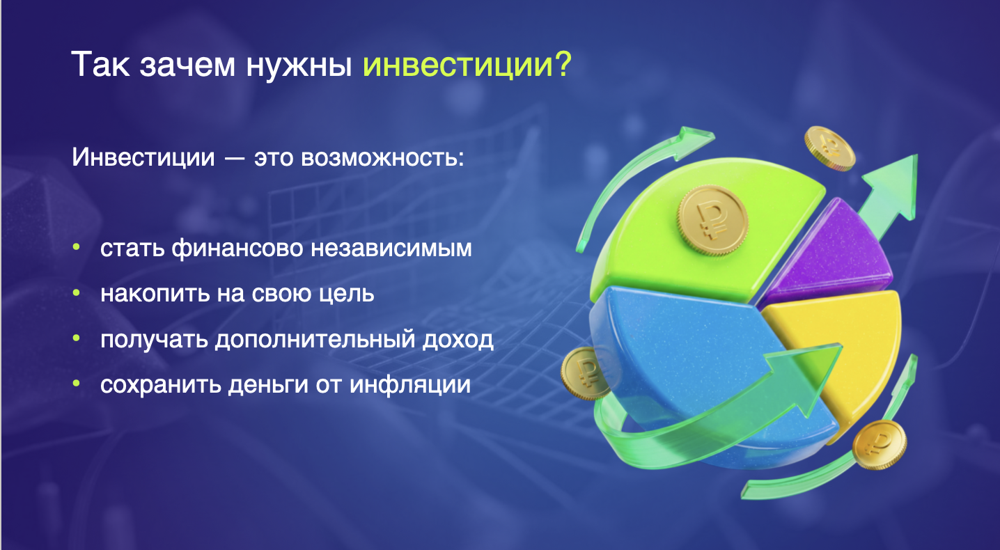 Так зачем нужны инвестиции?
Инвестиции — это возможность:
• стать финансово независимым
• накопить на свою цель
• получать дополнительный доход
• сохранить деньги от инфляции